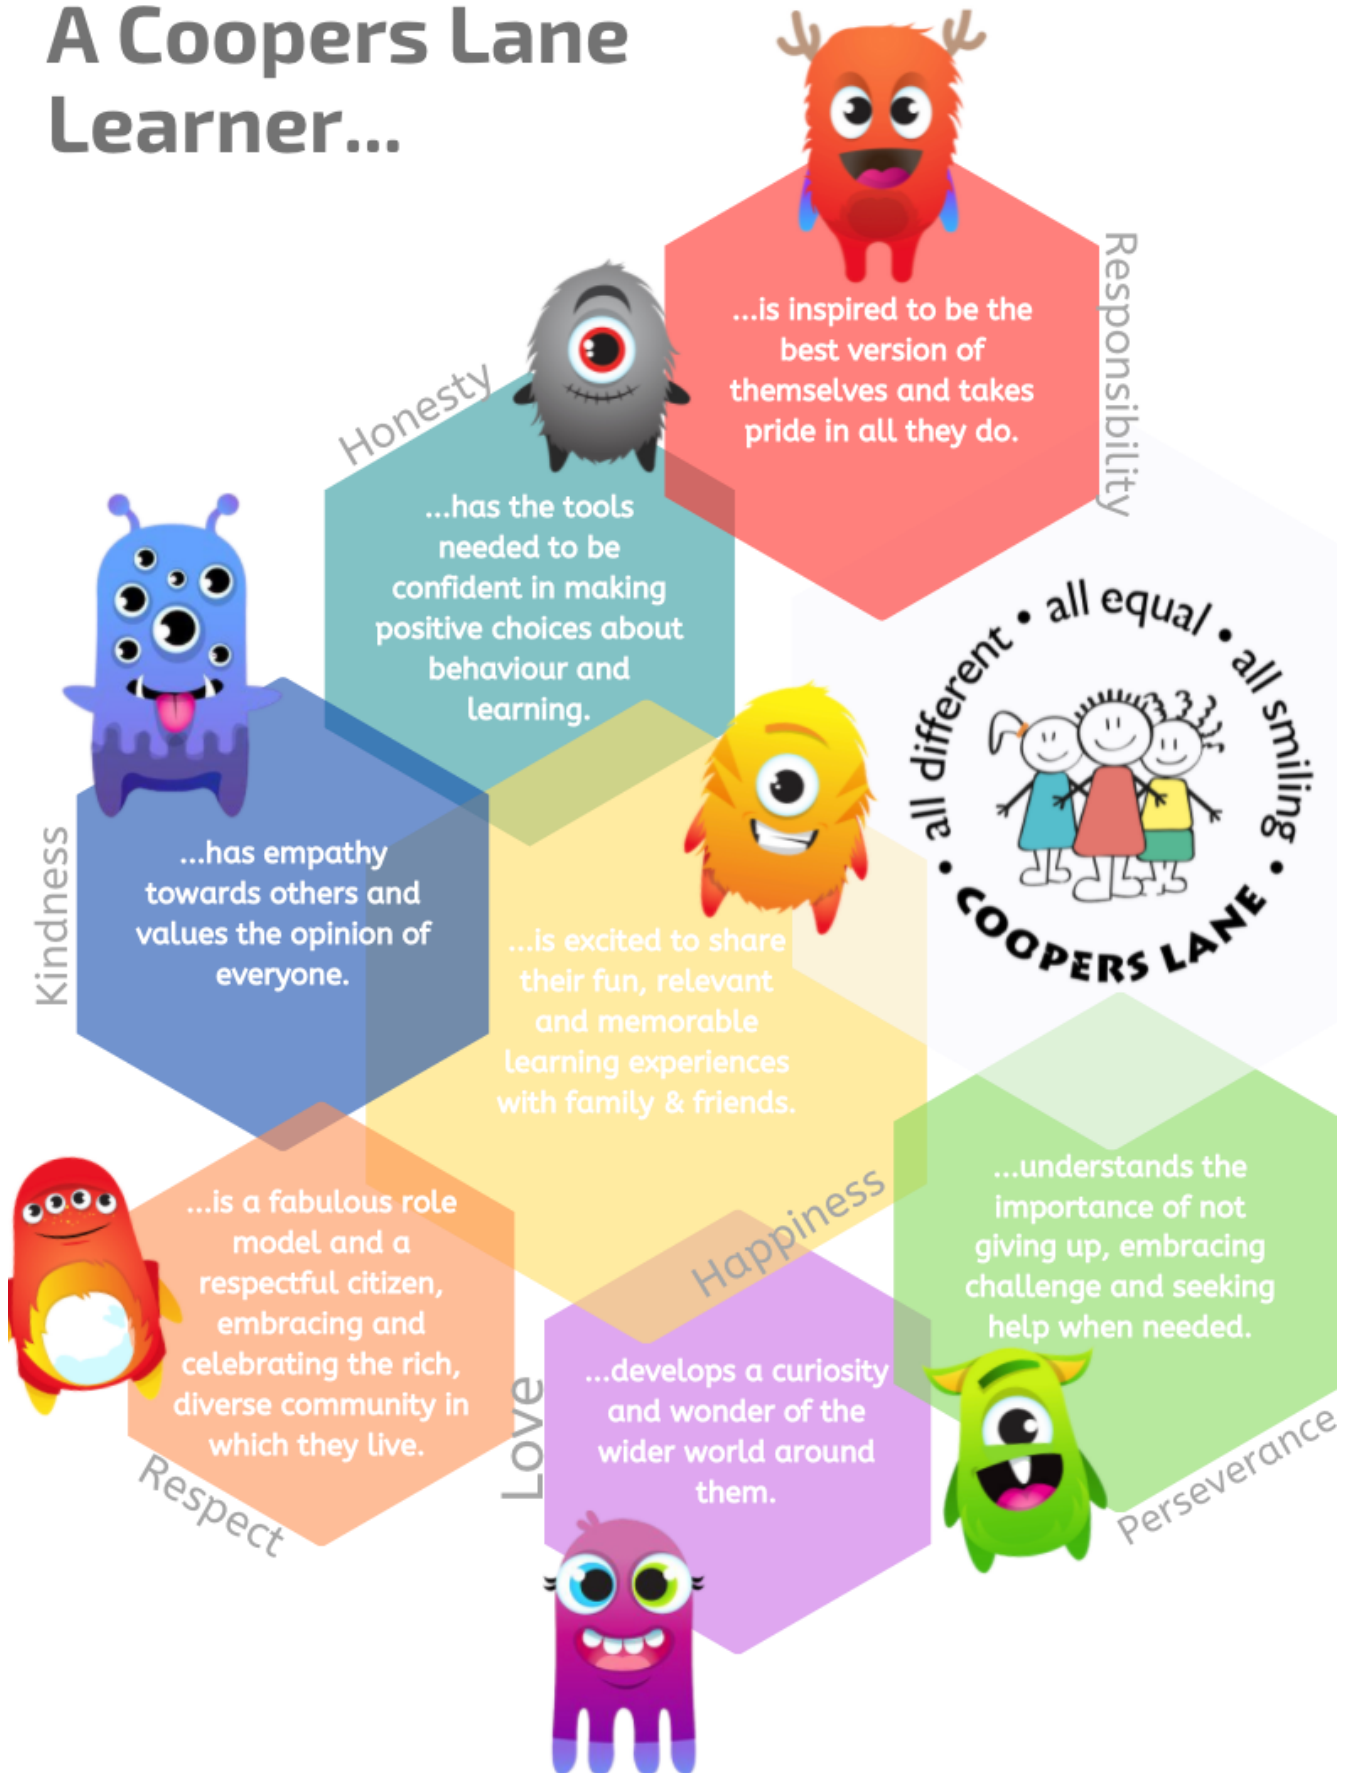 A Coopers Lane
Learner...
Responsibility
...is inspired to be the
best version of
themselves and takes
pride in all they do.
Honesty
...has the tools
needed to be
confident in making
positive choices about
behaviour and
learning.
• all different • all equal • all smiling •
COOPERS LANE
Kindness
...has empathy
towards others and
values the opinion of
everyone.
...is excited to share
their fun, relevant
and memorable
learning experiences
with family & friends.
Happiness
...understands the
importance of not
giving up, embracing
challenge and seeking
help when needed.
Perseverance
...is a fabulous role
model and a
respectful citizen,
embracing and
celebrating the rich,
diverse community in
which they live.
Respect
Love
...develops a curiosity
and wonder of the
wider world around
them.